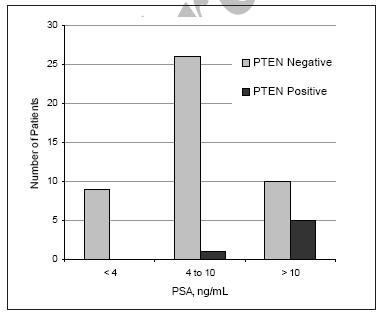 30
25
20
15
10
5
0
Number of Patients
PTEN Negative
PTEN Positive
< 4
4 to 10
> 10
PSA, ng/mL